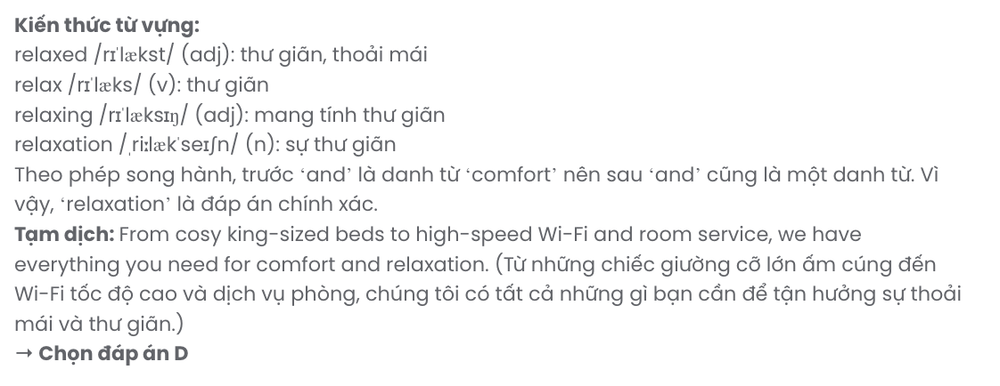 Kiến thức từ vựng:
relaxed /rɪˈlækst/ (adj): thư giãn, thoải mái
relax /rɪˈlæks/ (v): thư giãn
relaxing /rɪˈlæksɪŋ/ (adj): mang tính thư giãn
relaxation /ˌriːlækˈseɪʃn/ (n): sự thư giãn
Theo phép song hành, trước ‘and’ là danh từ ‘comfort’ nên sau ‘and’ cũng là một danh từ. Vì
vậy, ‘relaxation’ là đáp án chính xác.
Tạm dịch: From cosy king-sized beds to high-speed Wi-Fi and room service, we have
everything you need for comfort and relaxation. (Từ những chiếc giường cỡ lớn ấm cúng đến
Wi-Fi tốc độ cao và dịch vụ phòng, chúng tôi có tất cả những gì bạn cần để tận hưởng sự thoải
mái và thư giãn.)
→ Chọn đáp án D